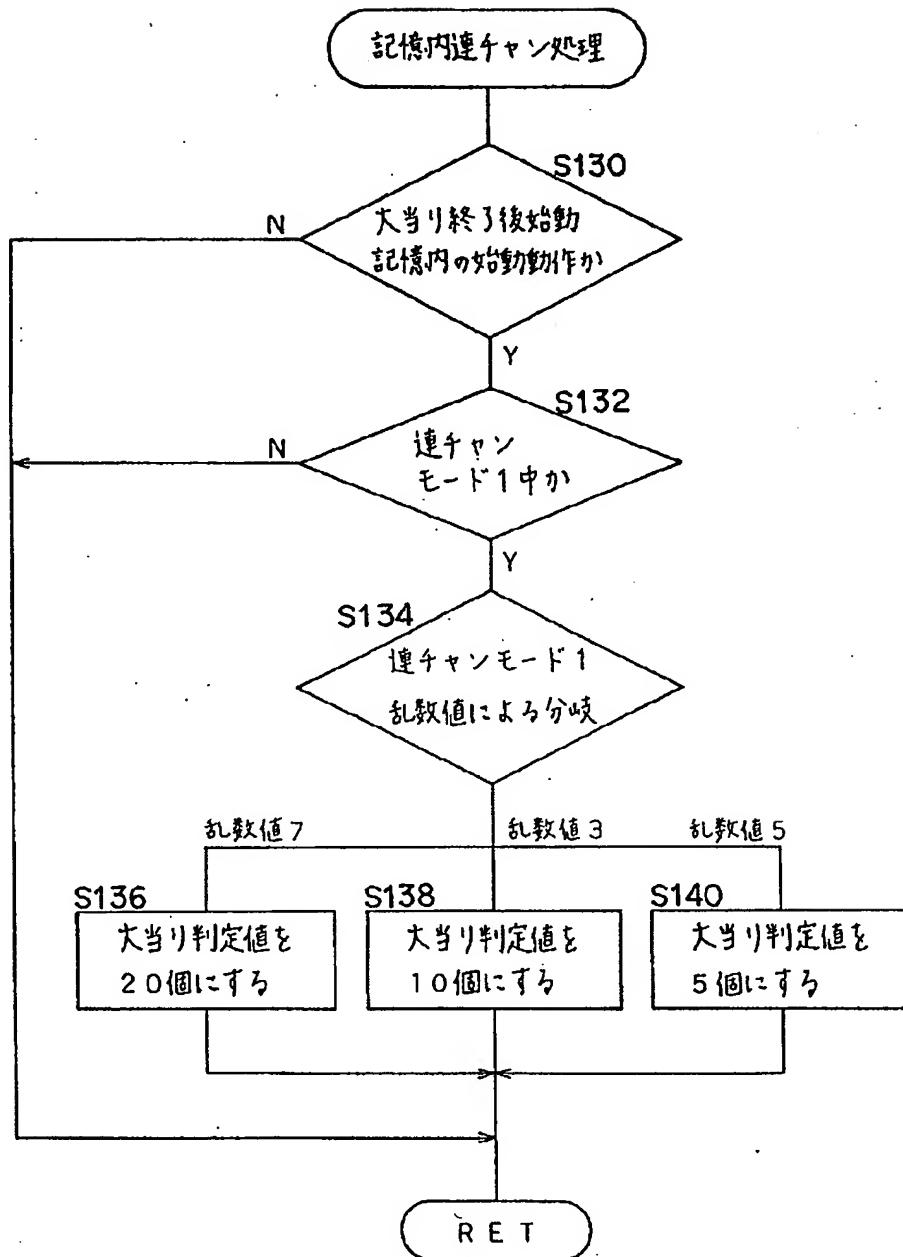 記憶内連チャン処理
S130
N
大当り終了後始動
記憶内の始動動作か
Y
S132
N
連チャン
モード1中か
Y
S134
連チャンモード1
乱数値による分岐
乱数値7
乱数値3
乱数値5
S136
大当り判定値を
20個にする
S138
大当り判定値を
10個にする
S140
大当り判定値を
5個にする
RET